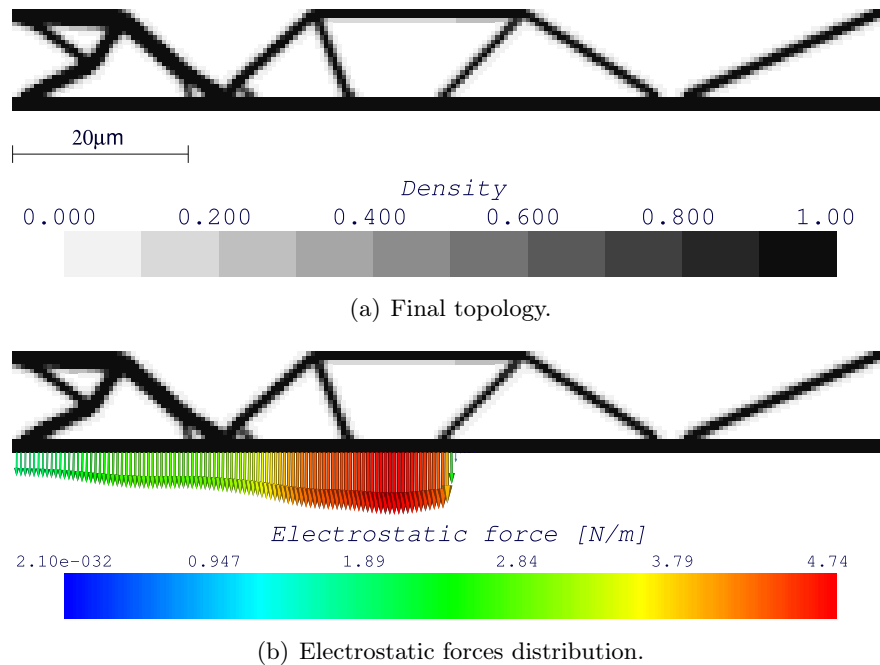 20μm
Density
0.000 0.200 0.400 0.600 0.800 1.00
(a) Final topology.
Electrostatic force [N/m]
2.10e-032 0.947 1.89 2.84 3.79 4.74
(b) Electrostatic forces distribution.